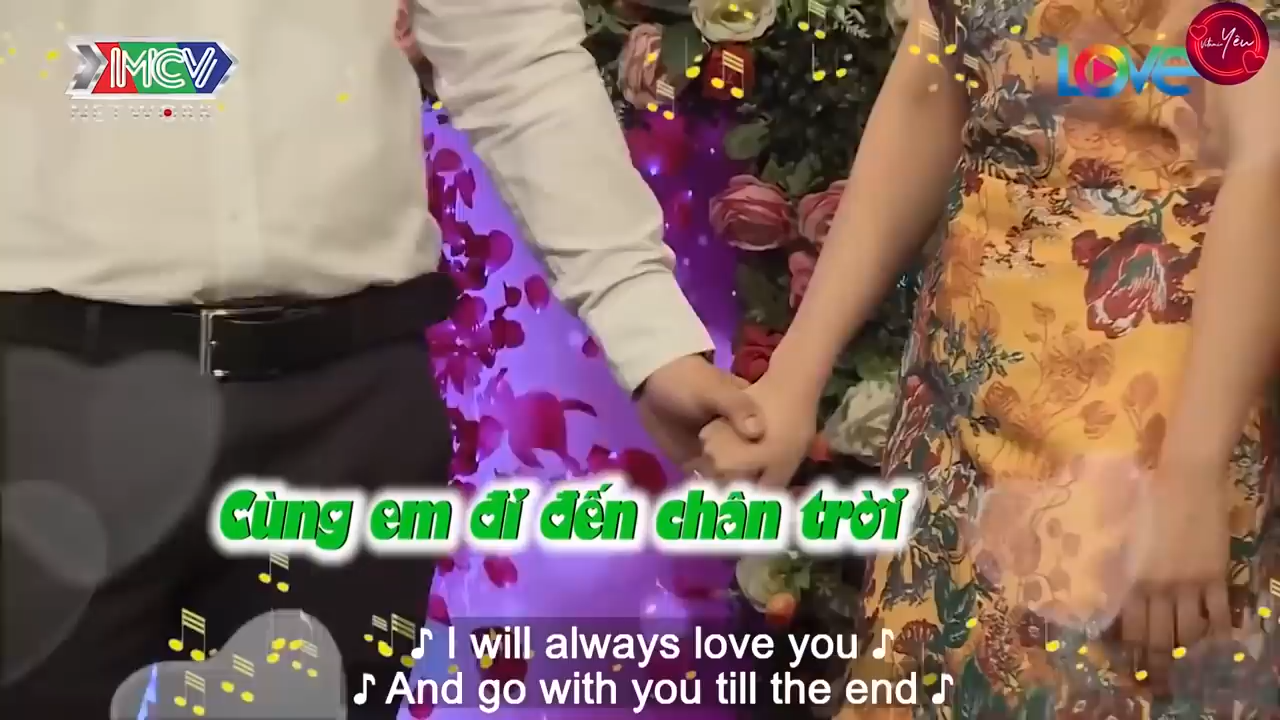 MCV
NETWORK
LOVE
Yêu
Cùng em đi đến chân trời
♪ I will always love you ♪
♪ And go with you till the end ♪